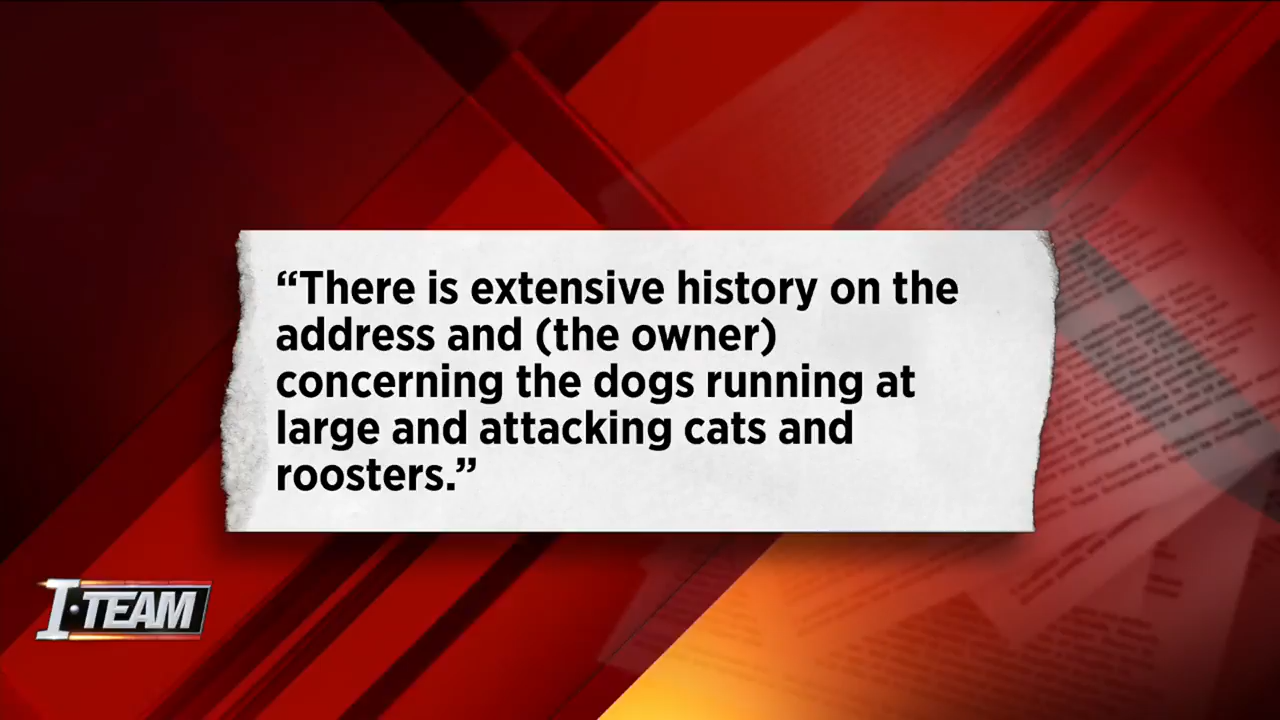 “There is extensive history on the
address and (the owner)
concerning the dogs running at
large and attacking cats and
roosters.”
I·TEAM